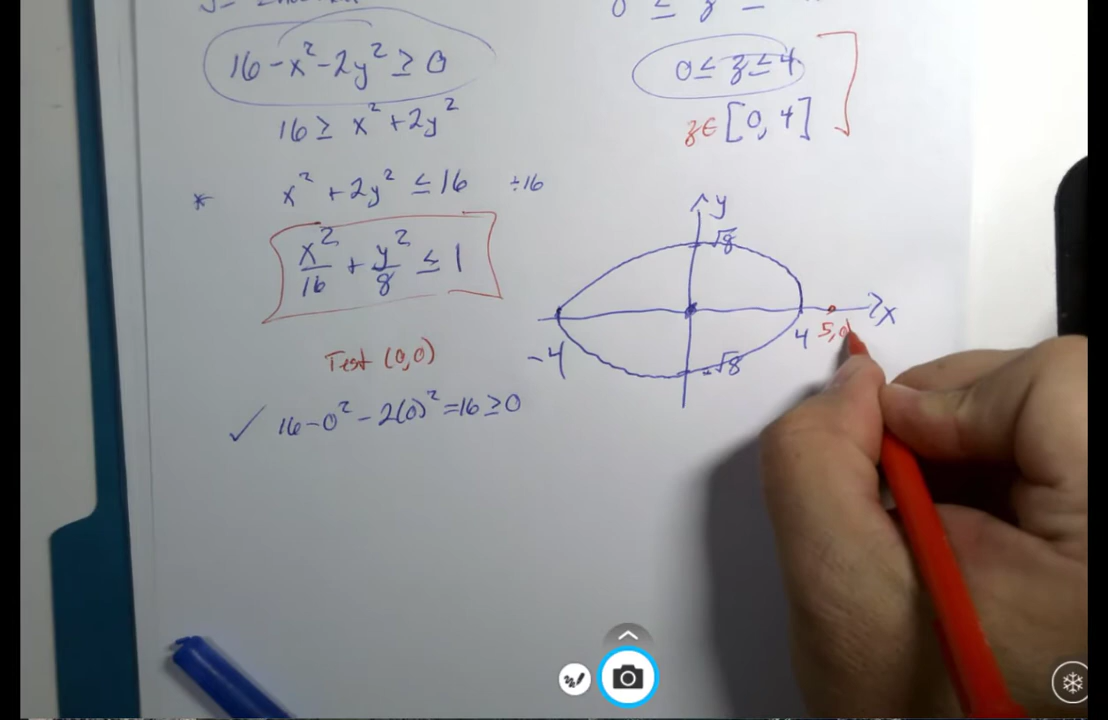 16 - x² - 2y² ≥ 0
16 ≥ x² + 2y²
* x² + 2y² ≤ 16 ÷16
x²/16 + y²/8 ≤ 1
Test (0,0)
✓ 16 - 0² - 2(0)² = 16 ≥ 0
0 ≤ z ≤
0 ≤ z ≤ 4
z ∈ [0, 4]
y
√8
x
-4
4
5,0
-√8